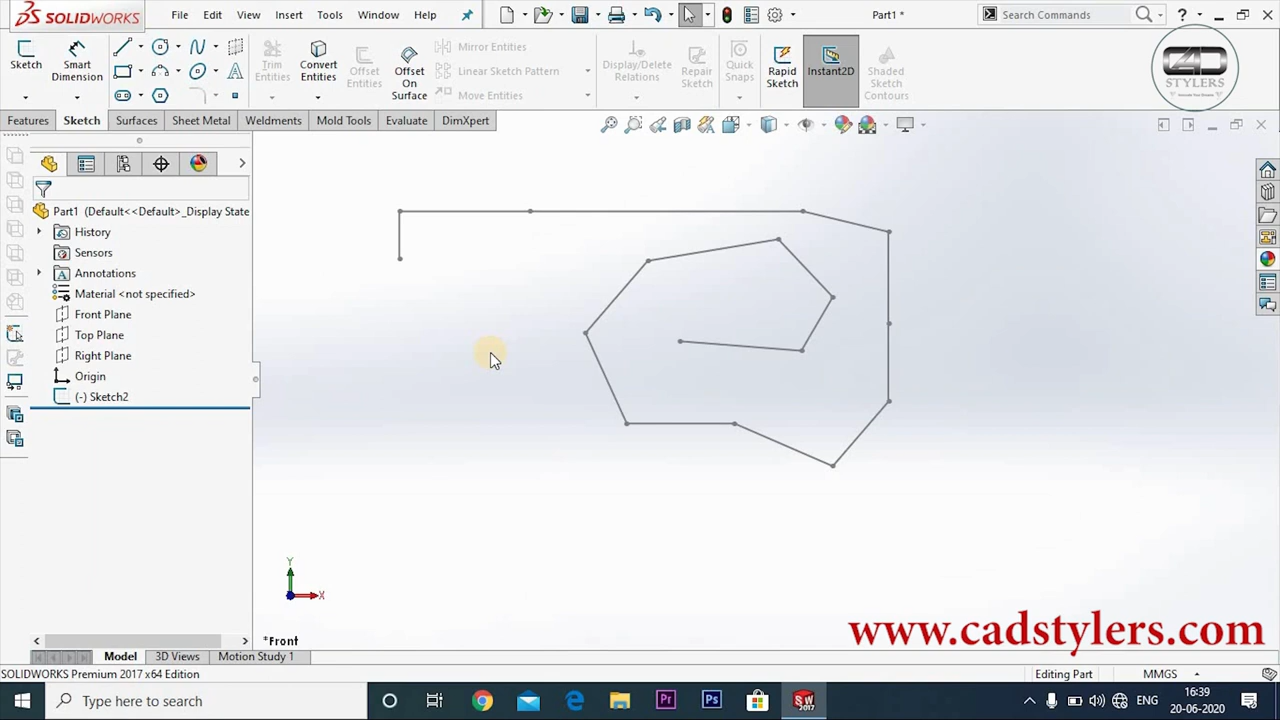 SOLIDWORKS
File Edit View Insert Tools Window Help
Part1 *
Search Commands
Sketch
Smart Dimension
Trim Entities
Convert Entities
Offset Entities
Offset On Surface
Mirror Entities
Linear Sketch Pattern
Move Entities
Display/Delete Relations
Repair Sketch
Quick Snaps
Rapid Sketch
Instant2D
Shaded Sketch Contours
STYLERS
Features Sketch Surfaces Sheet Metal Weldments Mold Tools Evaluate DimXpert
Part1 (Default<<Default>_Display State
History
Sensors
Annotations
Material <not specified>
Front Plane
Top Plane
Right Plane
Origin
(-) Sketch2
Y
X
*Front
www.cadstylers.com
Model 3D Views Motion Study 1
SOLIDWORKS Premium 2017 x64 Edition
Editing Part
MMGS
Type here to search
Pr
Ps
SW
2017
ENG
16:39
20-06-2020